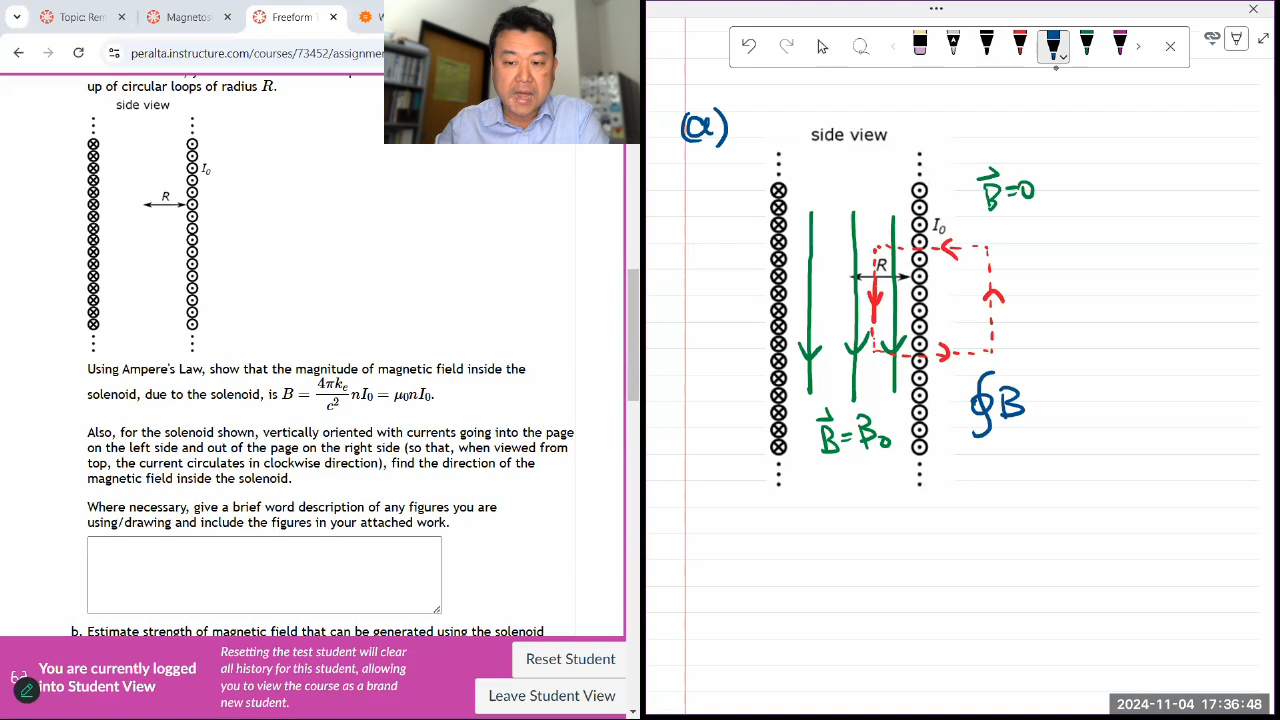 Topic: Rem
Magnetos
Freeform
peralta.instructure.com/course/73452/assignme
up of circular loops of radius R.
side view
I₀
R
Using Ampere's Law, show that the magnitude of magnetic field inside the
solenoid, due to the solenoid, is B = 4πkₑ/c² nI₀ = μ₀nI₀.
Also, for the solenoid shown, vertically oriented with currents going into the page
on the left side and out of the page on the right side (so that, when viewed from
top, the current circulates in clockwise direction), find the direction of the
magnetic field inside the solenoid.
Where necessary, give a brief word description of any figures you are
using/drawing and include the figures in your attached work.
b. Estimate strength of magnetic field that can be generated using the solenoid
You are currently logged
into Student View
Resetting the test student will clear
all history for this student, allowing
you to view the course as a brand
new student.
Reset Student
Leave Student View
(a)
side view
B⃗=0
I₀
R
∮B
B⃗=B₀
2024-11-04 17:36:48